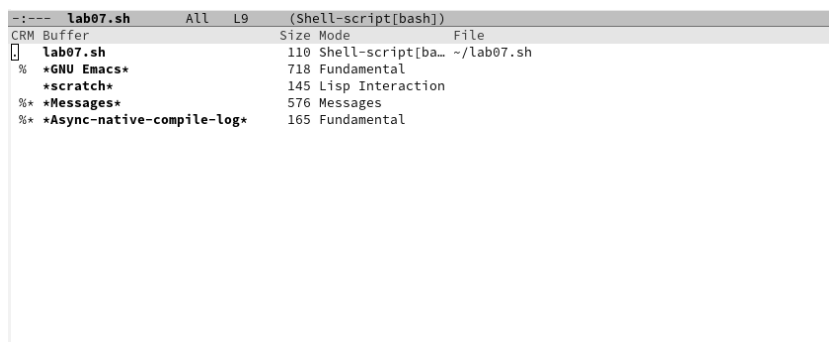 -:---  lab07.sh       All   L9     (Shell-script[bash])
CRM Buffer                        Size Mode             File
.   lab07.sh                       110 Shell-script[ba… ~/lab07.sh
 %  *GNU Emacs*                    718 Fundamental
    *scratch*                      145 Lisp Interaction
 %* *Messages*                     576 Messages
 %* *Async-native-compile-log*     165 Fundamental